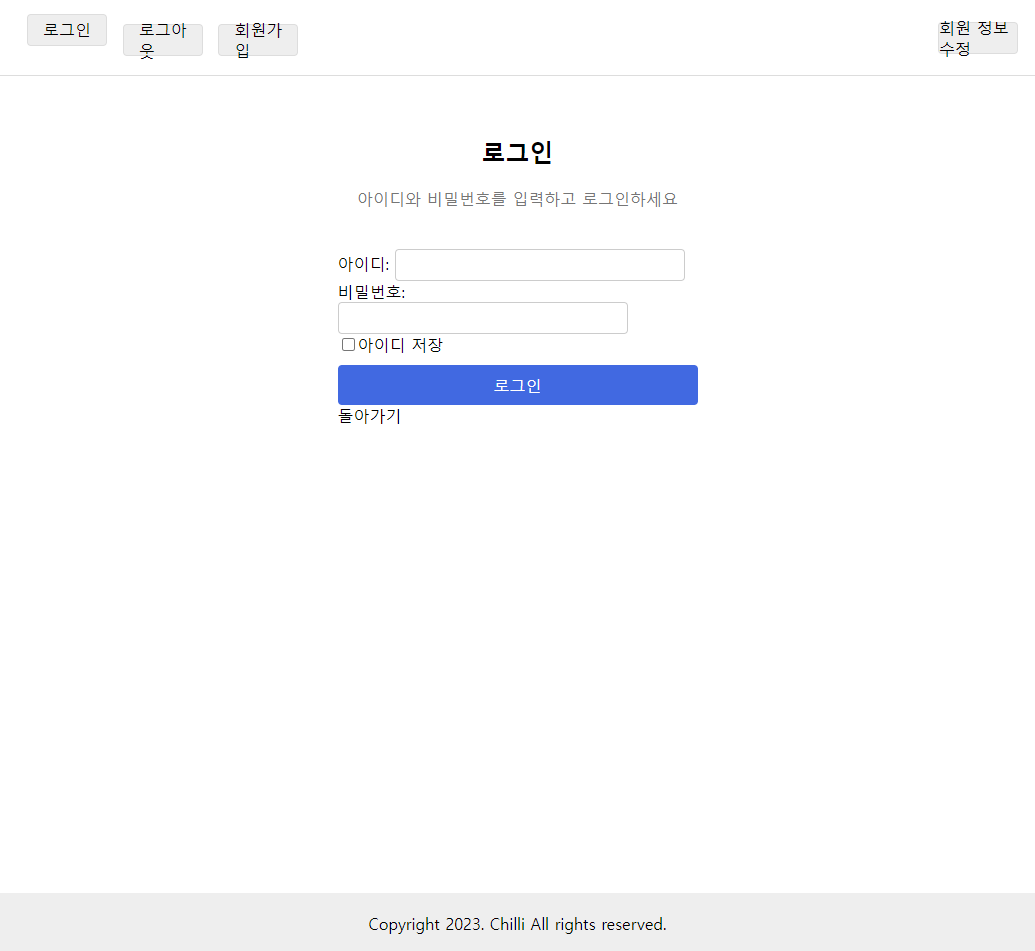 로그인
로그아
웃
회원가
입
회원 정보
수정
로그인
아이디와 비밀번호를 입력하고 로그인하세요
아이디:
비밀번호:
아이디 저장
로그인
돌아가기
Copyright 2023. Chilli All rights reserved.